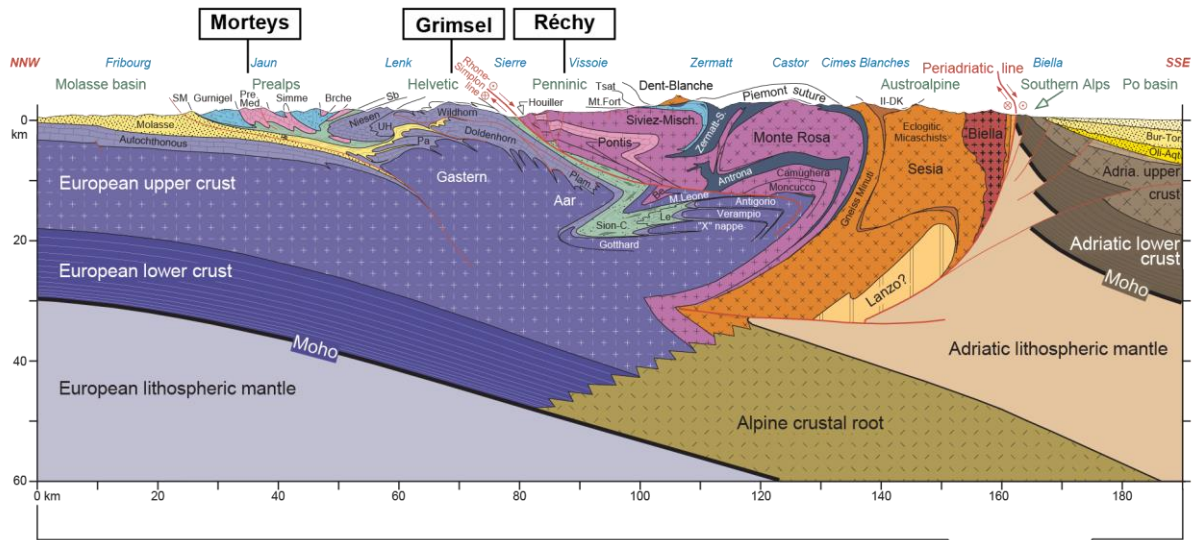 Morteys
Grimsel
Réchy
NNW
Fribourg
Jaun
Lenk
Rhone-
Simplon
line
Sierre
Vissoie
Zermatt
Castor
Cimes Blanches
Periadriatic line
Biella
SSE
Molasse basin
Prealps
Helvetic
Penninic
Austroalpine
Southern Alps
Po basin
SM
Gurnigel
Pre
Med.
Simme
Brche
Sb
Houiller
Tsat
Mt.Fort
Dent-Blanche
Piemont suture
II-DK
0
km
Molasse
Autochthonous
Niesen
UH
Pa
Wildhorn
Doldenhorn
Siviez-Misch.
Pontis
Zermatt-S.
Monte Rosa
Antrona
Camughera
Moncucco
Eclogitic
Micaschists
Sesia
Gneiss Minuti
Biella
Bur-Tor
Oli-Aqt
Adria. upper
crust
European upper crust
Gastern
Aar
Plam.
M.Leone
Antigorio
Le
Verampio
"X" nappe
Sion-C.
Gotthard
20
European lower crust
Lanzo?
Adriatic lower
crust
Moho
Moho
40
European lithospheric mantle
Adriatic lithospheric mantle
Alpine crustal root
60
0 km
20
40
60
80
100
120
140
160
180